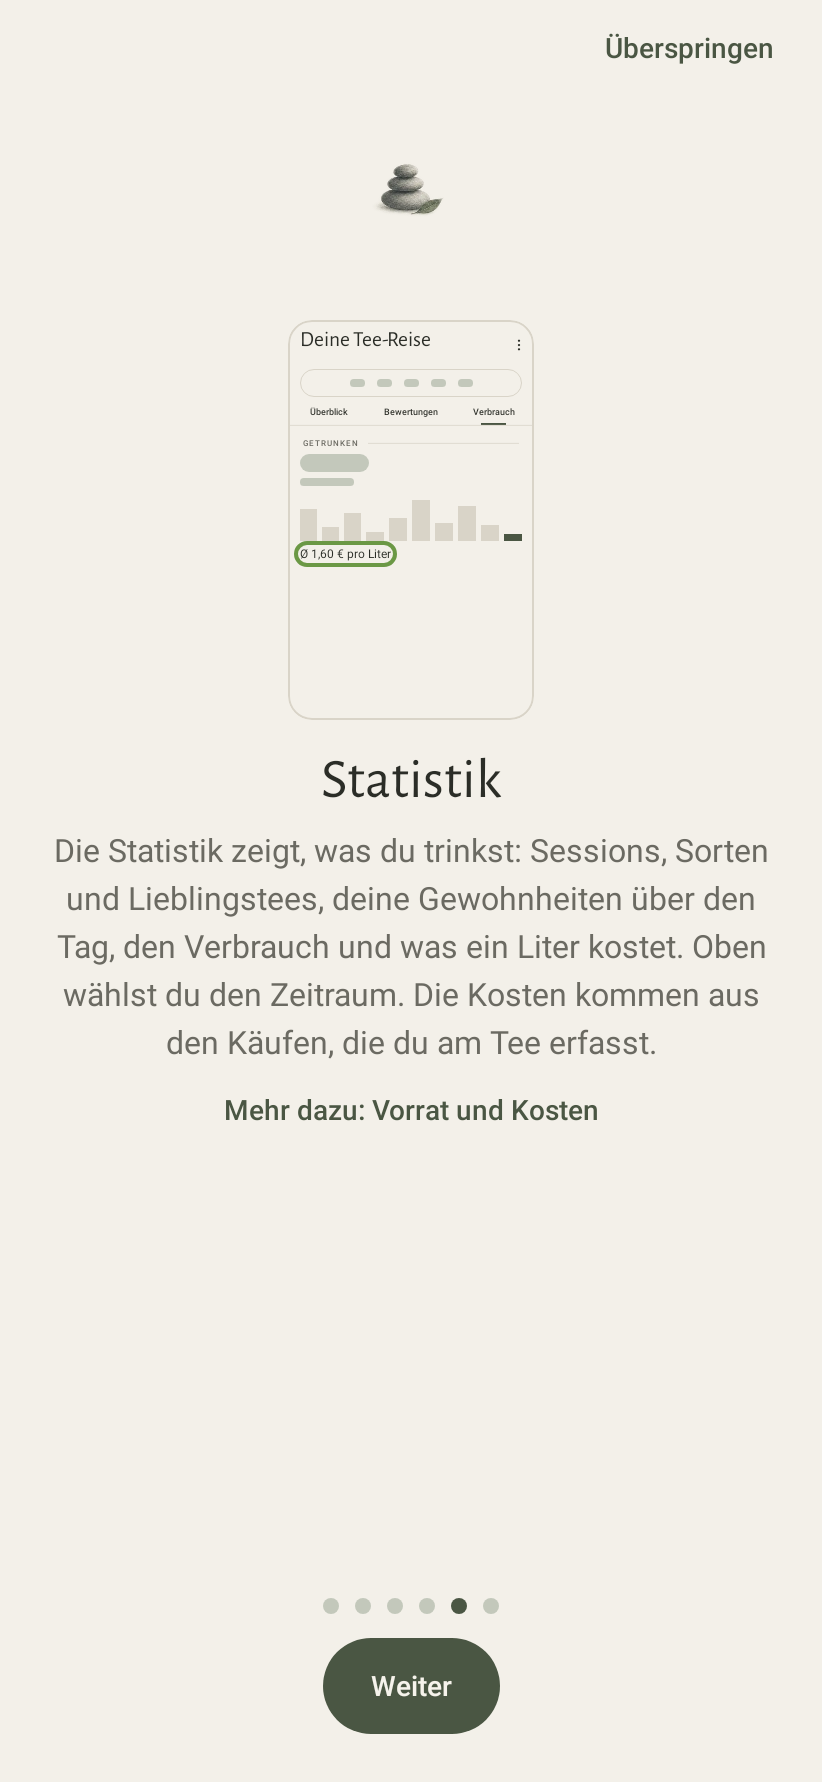 Überspringen
Deine Tee-Reise
Überblick Bewertungen Verbrauch
GETRUNKEN
Ø 1,60 € pro Liter
Statistik
Die Statistik zeigt, was du trinkst: Sessions, Sorten
und Lieblingstees, deine Gewohnheiten über den
Tag, den Verbrauch und was ein Liter kostet. Oben
wählst du den Zeitraum. Die Kosten kommen aus
den Käufen, die du am Tee erfasst.
Mehr dazu: Vorrat und Kosten
Weiter